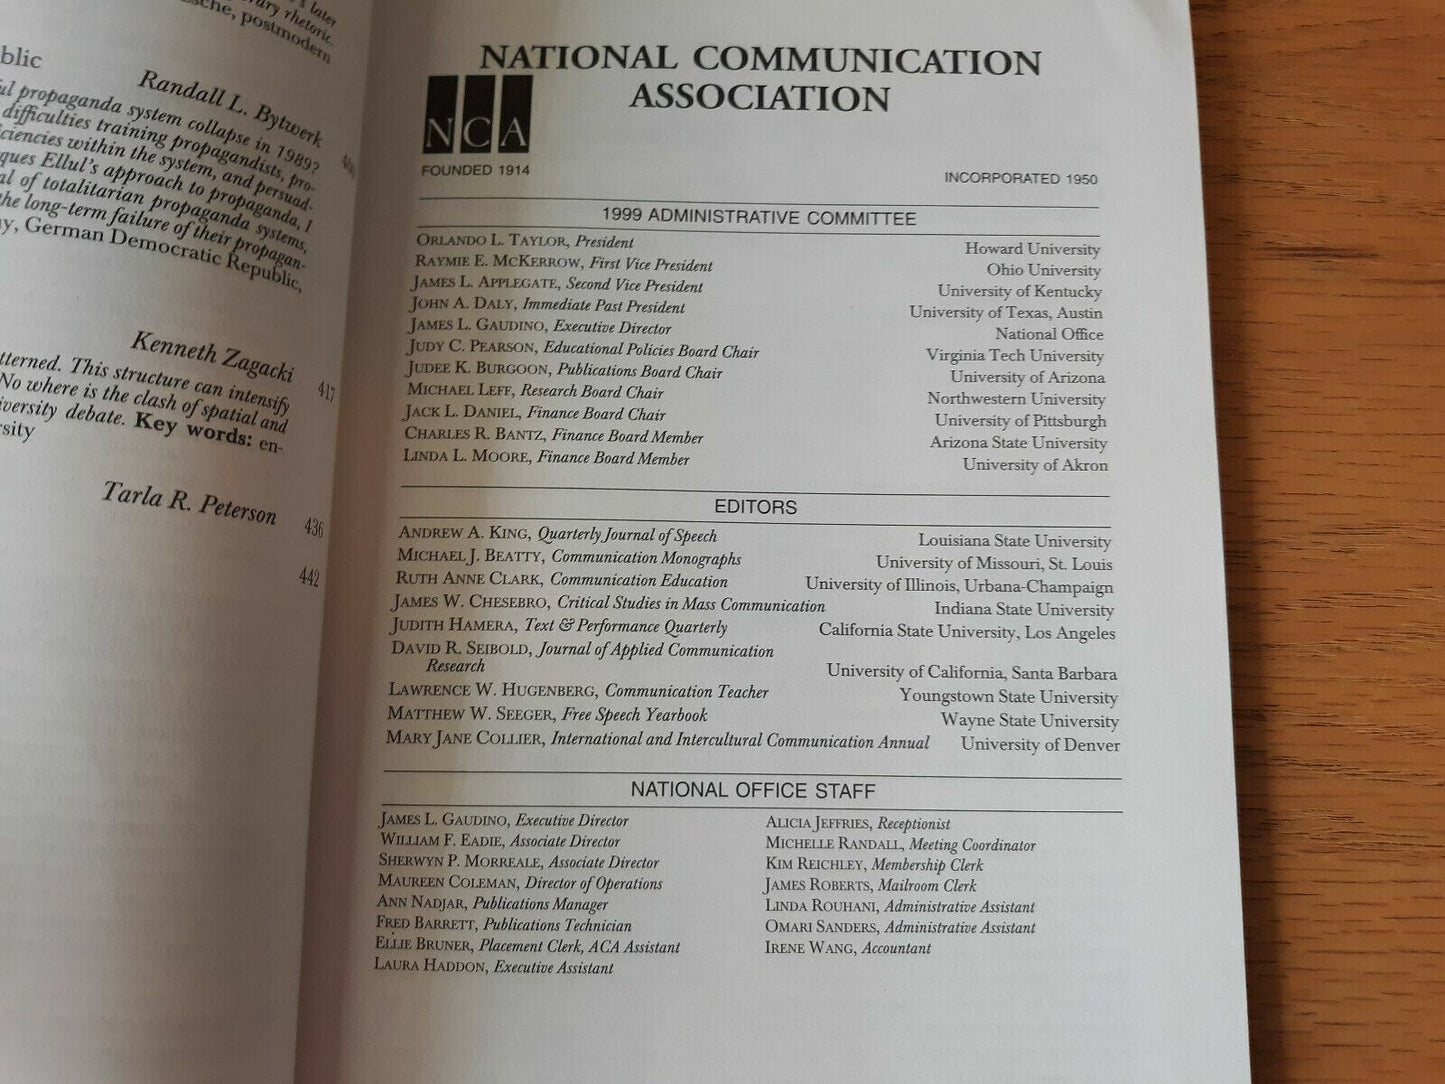 's later
rary rhetoric.
sche, postmodern
blic
Randall L. Bytwerk
ul propaganda system collapse in 1989? 400
difficulties training propagandists, pro-
ciencies within the system, and persuad-
ques Ellul's approach to propaganda, I
al of totalitarian propaganda systems,
the long-term failure of their propagan-
y, German Democratic Republic,
Kenneth Zagacki
417
tterned. This structure can intensify
No where is the clash of spatial and
iversity debate. Key words: en-
rsity
Tarla R. Peterson 436
442
NATIONAL COMMUNICATION
ASSOCIATION
NCA
FOUNDED 1914
INCORPORATED 1950
1999 ADMINISTRATIVE COMMITTEE
ORLANDO L. TAYLOR, President Howard University
RAYMIE E. MCKERROW, First Vice President Ohio University
JAMES L. APPLEGATE, Second Vice President University of Kentucky
JOHN A. DALY, Immediate Past President University of Texas, Austin
JAMES L. GAUDINO, Executive Director National Office
JUDY C. PEARSON, Educational Policies Board Chair Virginia Tech University
JUDEE K. BURGOON, Publications Board Chair University of Arizona
MICHAEL LEFF, Research Board Chair Northwestern University
JACK L. DANIEL, Finance Board Chair University of Pittsburgh
CHARLES R. BANTZ, Finance Board Member Arizona State University
LINDA L. MOORE, Finance Board Member University of Akron
EDITORS
ANDREW A. KING, Quarterly Journal of Speech Louisiana State University
MICHAEL J. BEATTY, Communication Monographs University of Missouri, St. Louis
RUTH ANNE CLARK, Communication Education University of Illinois, Urbana-Champaign
JAMES W. CHESEBRO, Critical Studies in Mass Communication Indiana State University
JUDITH HAMERA, Text & Performance Quarterly California State University, Los Angeles
DAVID R. SEIBOLD, Journal of Applied Communication
Research University of California, Santa Barbara
LAWRENCE W. HUGENBERG, Communication Teacher Youngstown State University
MATTHEW W. SEEGER, Free Speech Yearbook Wayne State University
MARY JANE COLLIER, International and Intercultural Communication Annual University of Denver
NATIONAL OFFICE STAFF
JAMES L. GAUDINO, Executive Director
WILLIAM F. EADIE, Associate Director
SHERWYN P. MORREALE, Associate Director
MAUREEN COLEMAN, Director of Operations
ANN NADJAR, Publications Manager
FRED BARRETT, Publications Technician
ELLIE BRUNER, Placement Clerk, ACA Assistant
LAURA HADDON, Executive Assistant
ALICIA JEFFRIES, Receptionist
MICHELLE RANDALL, Meeting Coordinator
KIM REICHLEY, Membership Clerk
JAMES ROBERTS, Mailroom Clerk
LINDA ROUHANI, Administrative Assistant
OMARI SANDERS, Administrative Assistant
IRENE WANG, Accountant